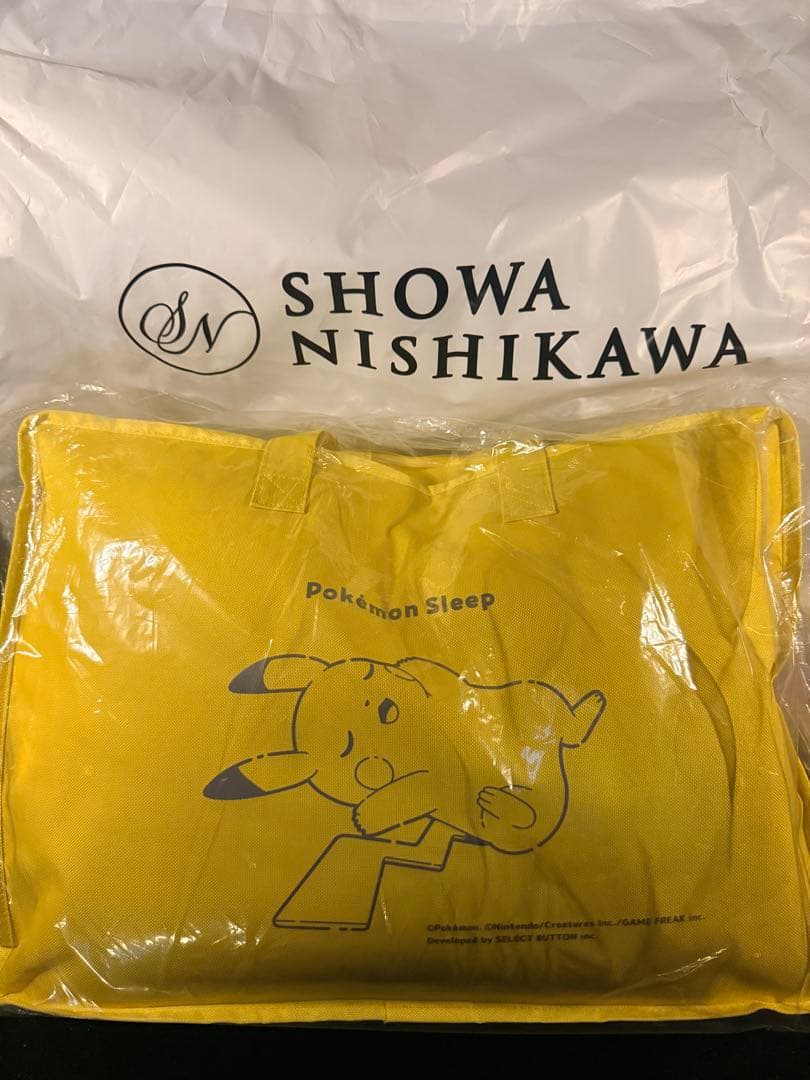 SN
SHOWA
NISHIKAWA
Pokémon Sleep
©Pokémon. ©Nintendo/Creatures Inc./GAME FREAK inc.
Developed by SELECT BUTTON inc.